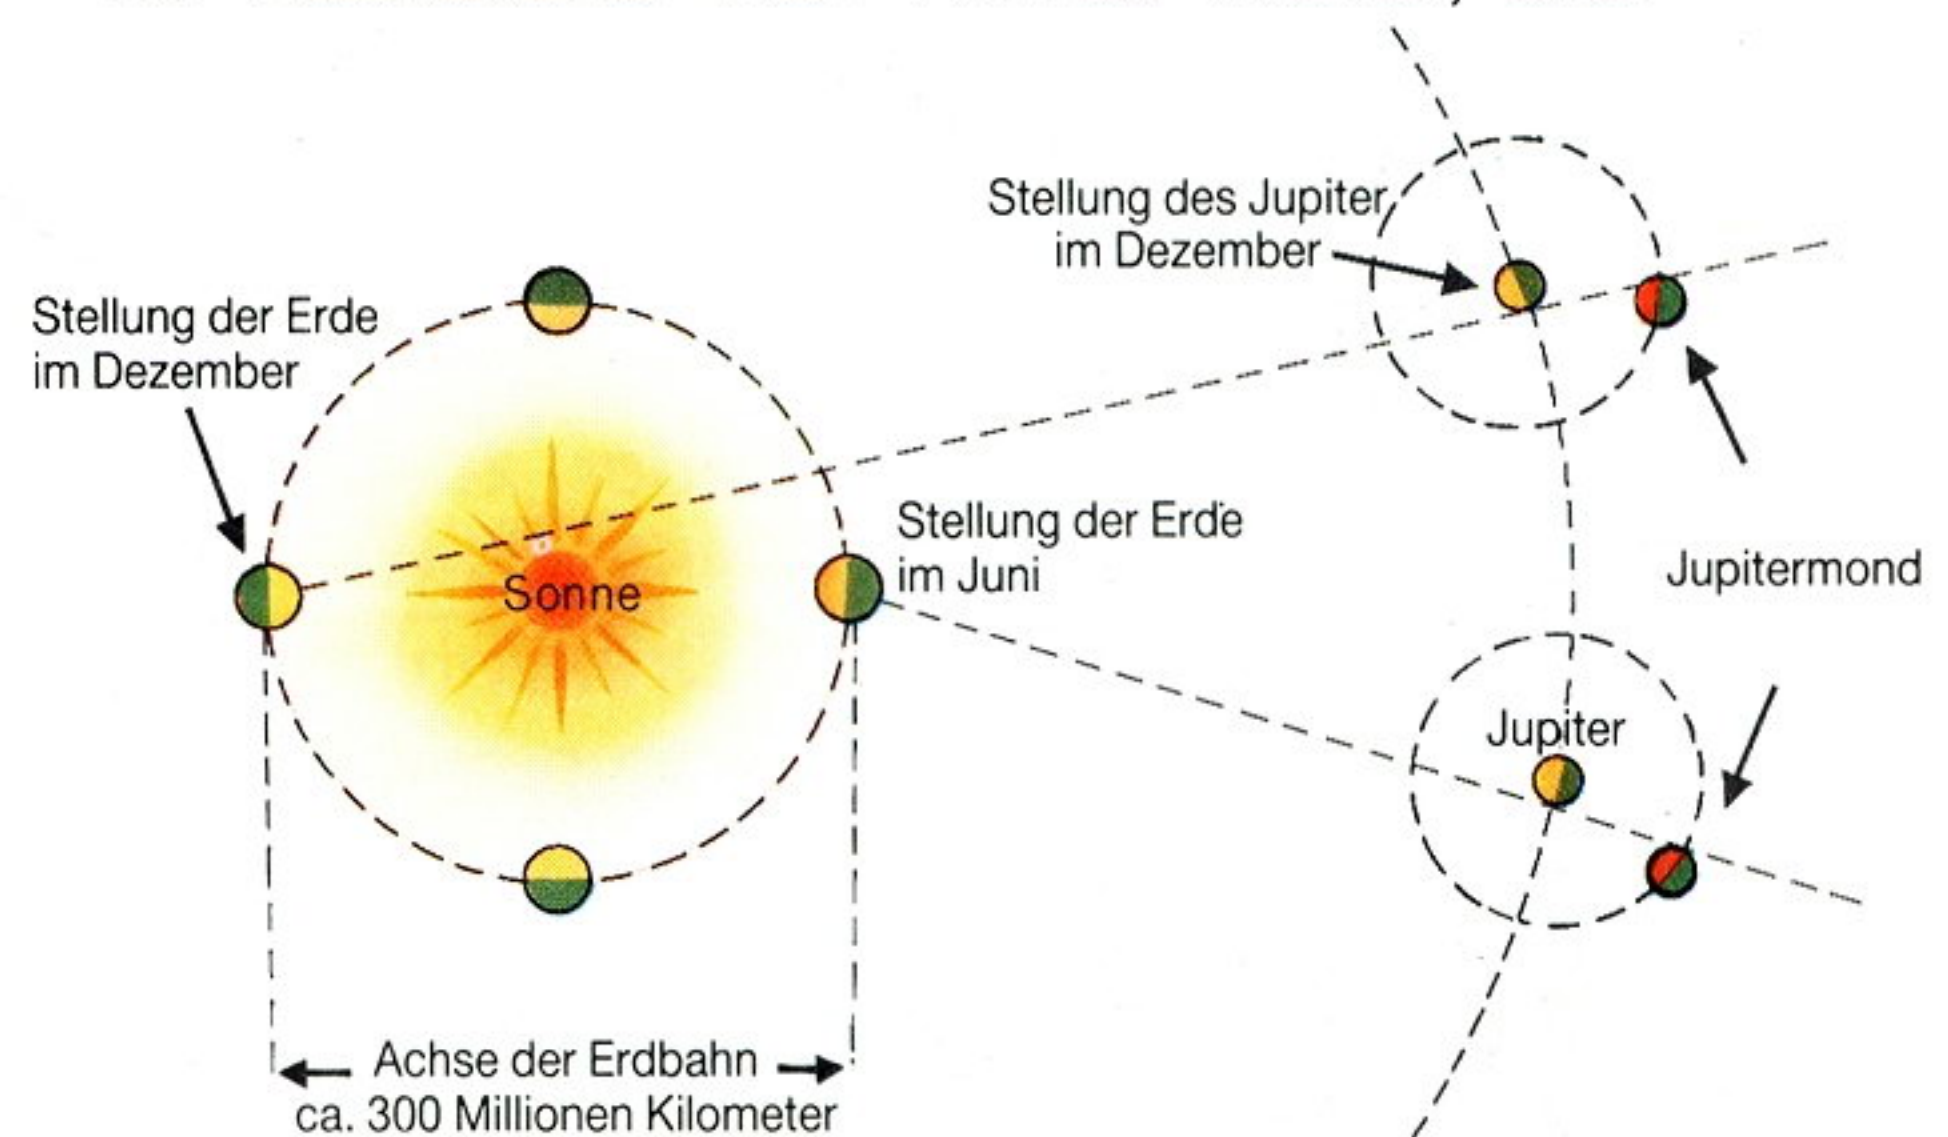 Stellung des Jupiter
im Dezember
Stellung der Erde
im Dezember
Stellung der Erde
im Juni
Sonne
Jupitermond
Jupiter
Achse der Erdbahn
ca. 300 Millionen Kilometer